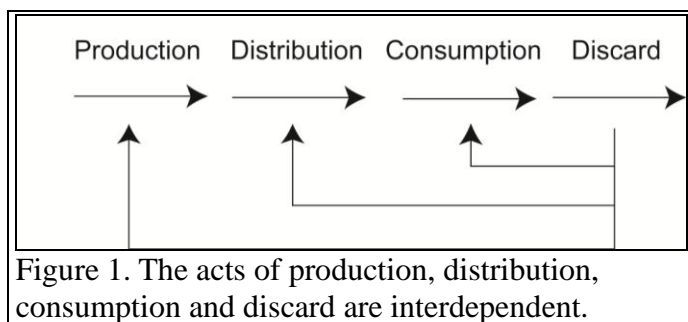 Production Distribution Consumption Discard
Figure 1. The acts of production, distribution,
consumption and discard are interdependent.